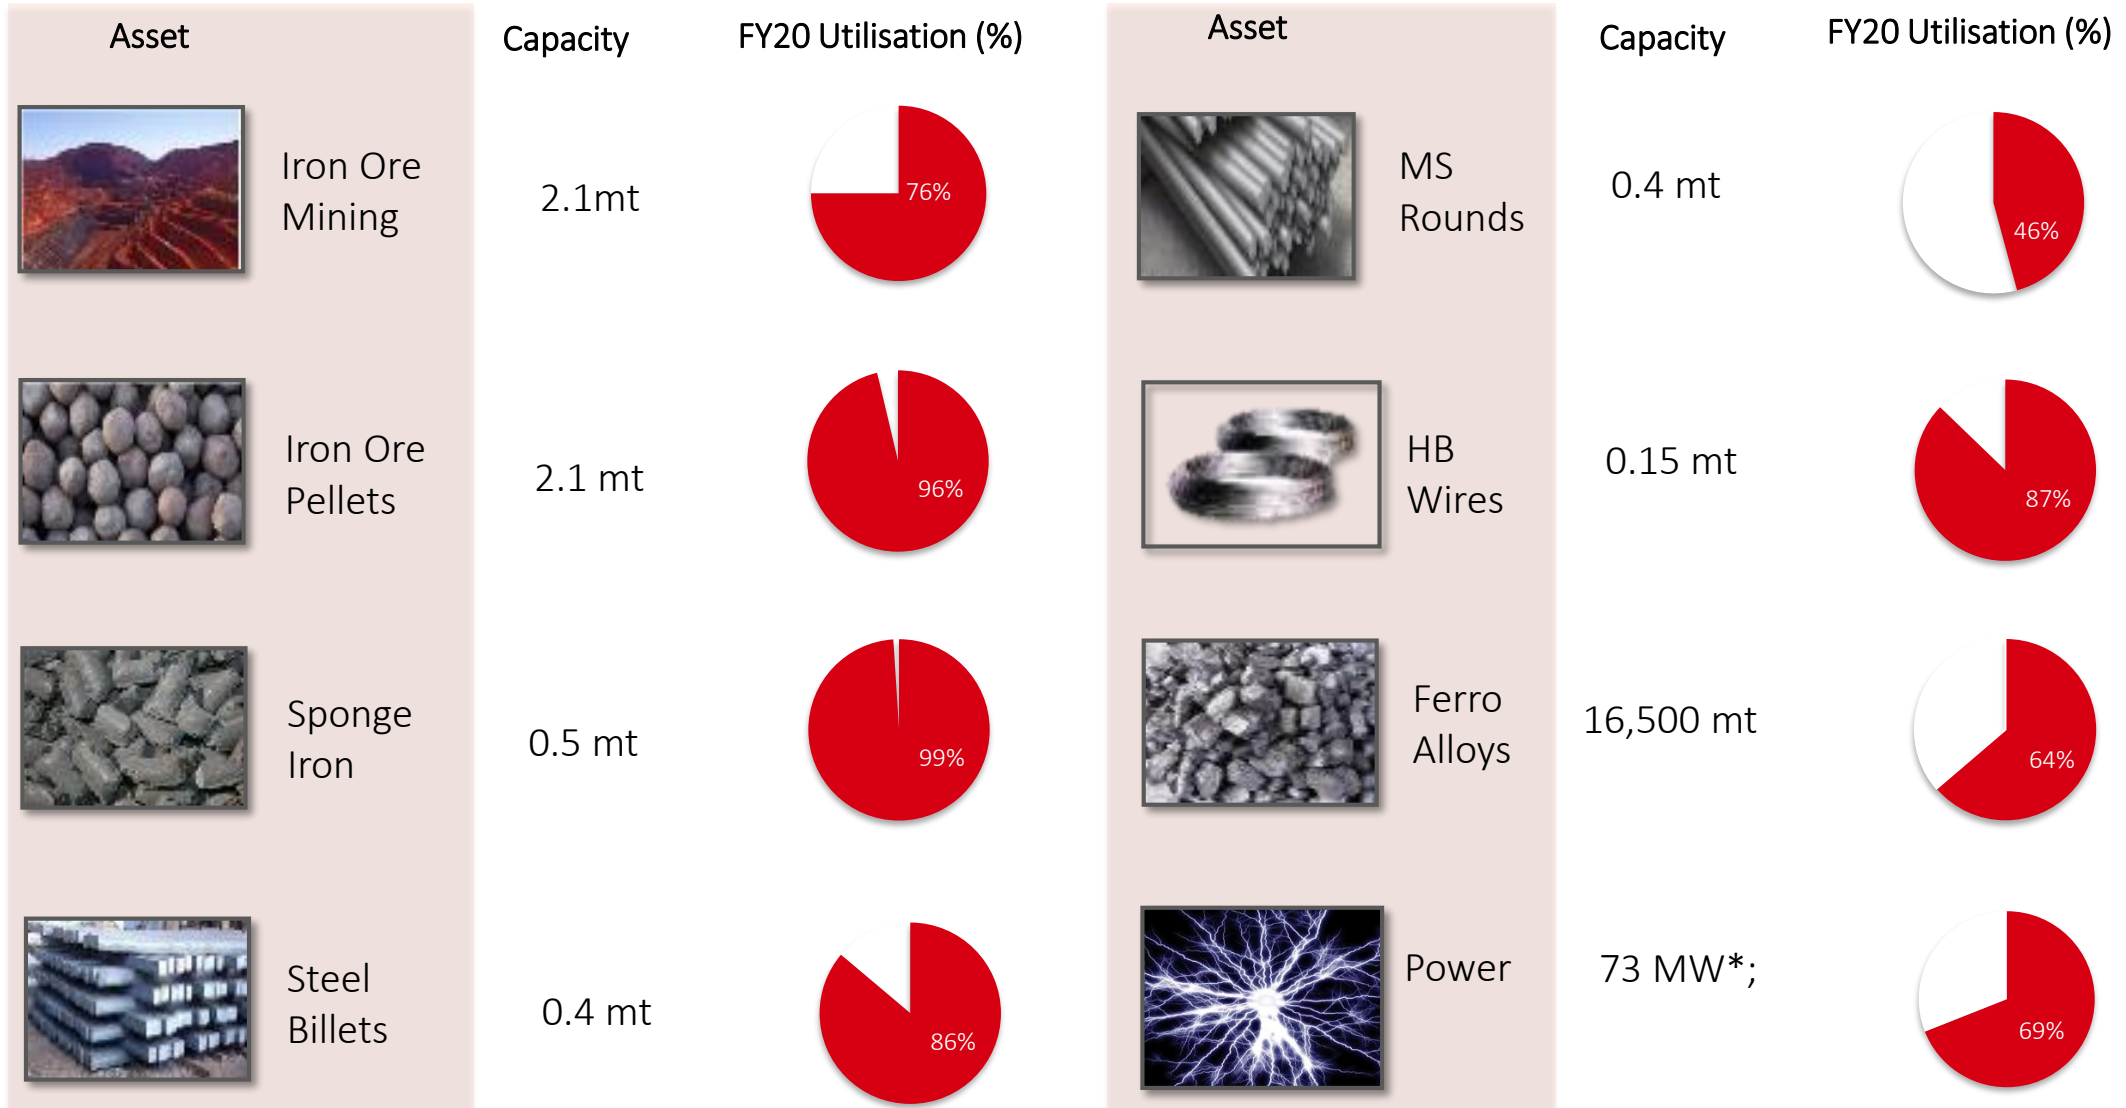 Asset
Capacity
FY20 Utilisation (%)
Iron Ore
Mining
2.1mt
76%
Iron Ore
Pellets
2.1 mt
96%
Sponge
Iron
0.5 mt
99%
Steel
Billets
0.4 mt
86%
Asset
Capacity
FY20 Utilisation (%)
MS
Rounds
0.4 mt
46%
HB
Wires
0.15 mt
87%
Ferro
Alloys
16,500 mt
64%
Power
73 MW*;
69%